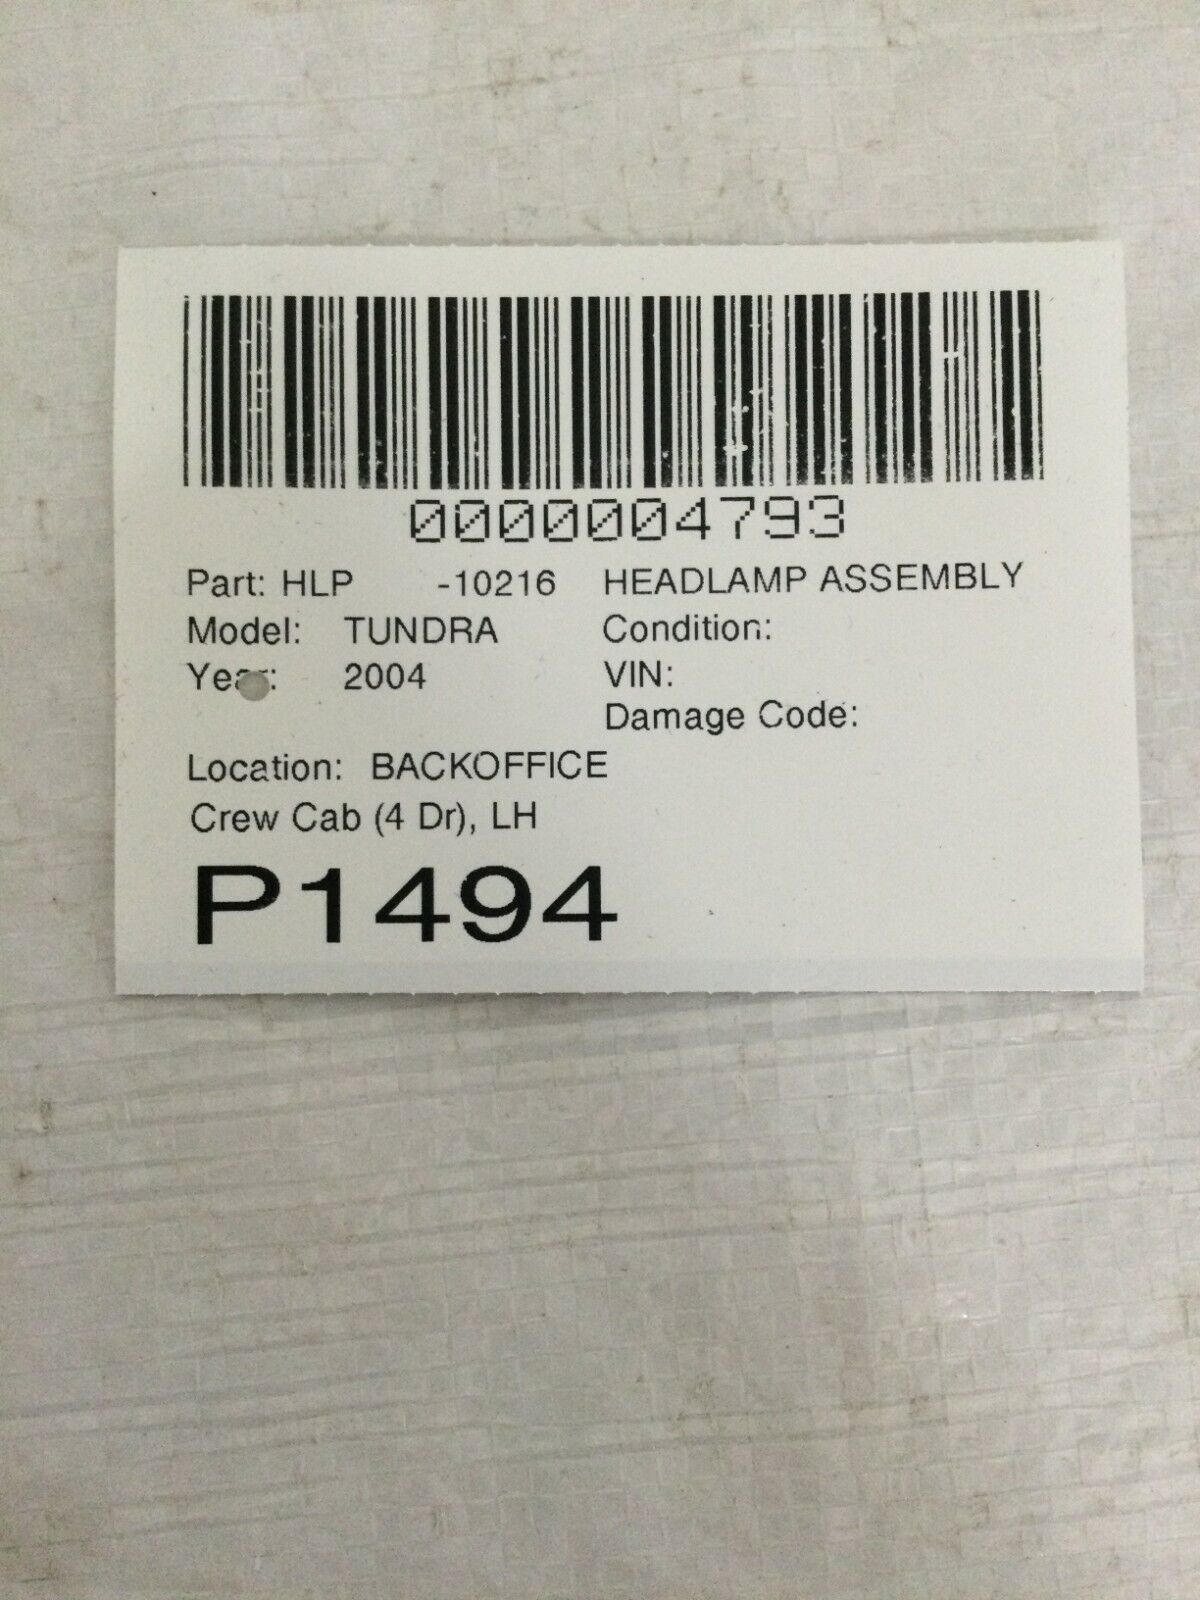 0000004793
Part: HLP -10216 HEADLAMP ASSEMBLY
Model: TUNDRA Condition:
Year: 2004 VIN:
Damage Code:
Location: BACKOFFICE
Crew Cab (4 Dr), LH
P1494